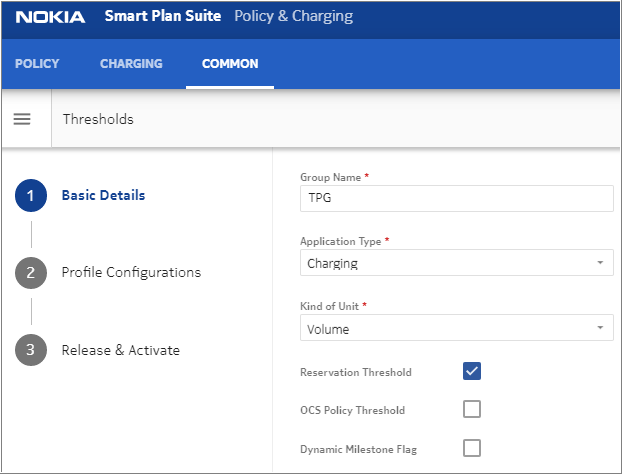 NOKIA Smart Plan Suite Policy & Charging
POLICY CHARGING COMMON
Thresholds
1 Basic Details
2 Profile Configurations
3 Release & Activate
Group Name *
TPG
Application Type *
Charging
Kind of Unit *
Volume
Reservation Threshold
OCS Policy Threshold
Dynamic Milestone Flag